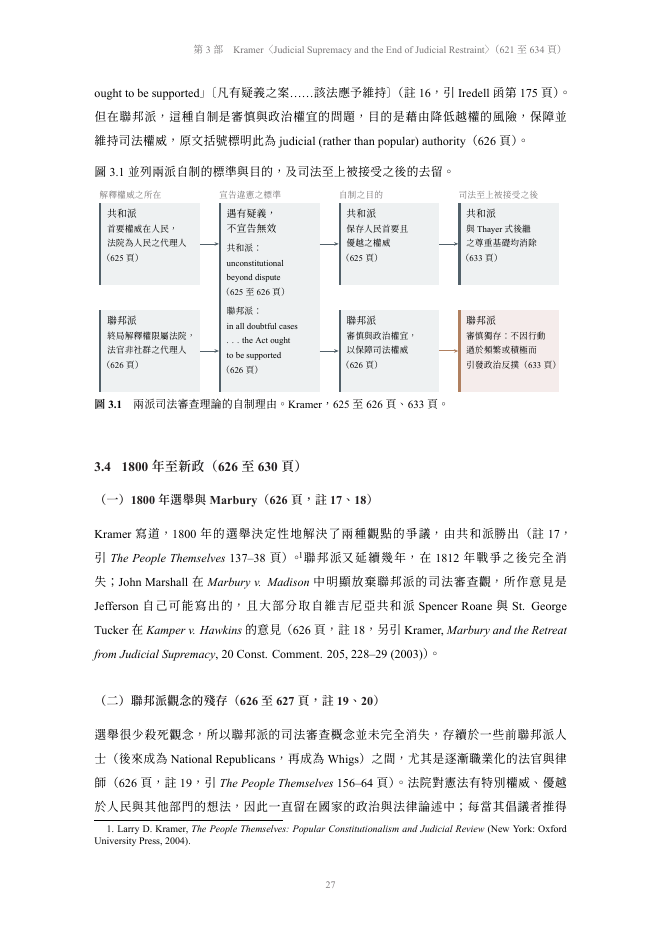 第 3 部 Kramer〈Judicial Supremacy and the End of Judicial Restraint〉（621 至 634 頁）
ought to be supported」〔凡有疑義之案……該法應予維持〕（註 16，引 Iredell 函第 175 頁）。
但在聯邦派，這種自制是審慎與政治權宜的問題，目的是藉由降低越權的風險，保障並
維持司法權威，原文括號標明此為 judicial (rather than popular) authority（626 頁）。
圖 3.1 並列兩派自制的標準與目的，及司法至上被接受之後的去留。
解釋權威之所在
宣告違憲之標準
自制之目的
司法至上被接受之後
共和派
首要權威在人民，
法院為人民之代理人
（625 頁）
遇有疑義，
不宣告無效
共和派：
unconstitutional
beyond dispute
（625 至 626 頁）
聯邦派：
in all doubtful cases
. . . the Act ought
to be supported
（626 頁）
共和派
保存人民首要且
優越之權威
（625 頁）
共和派
與 Thayer 式後繼
之尊重基礎均消除
（633 頁）
聯邦派
終局解釋權限屬法院，
法官非社群之代理人
（626 頁）
聯邦派
審慎與政治權宜，
以保障司法權威
（626 頁）
聯邦派
審慎獨存：不因行動
過於頻繁或積極而
引發政治反撲（633 頁）
圖 3.1 兩派司法審查理論的自制理由。Kramer，625 至 626 頁、633 頁。
3.4 1800 年至新政（626 至 630 頁）
（一）1800 年選舉與 Marbury（626 頁，註 17、18）
Kramer 寫道，1800 年的選舉決定性地解決了兩種觀點的爭議，由共和派勝出（註 17，
引 The People Themselves 137–38 頁）。1聯邦派又延續幾年，在 1812 年戰爭之後完全消
失；John Marshall 在 Marbury v. Madison 中明顯放棄聯邦派的司法審查觀，所作意見是
Jefferson 自己可能寫出的，且大部分取自維吉尼亞共和派 Spencer Roane 與 St. George
Tucker 在 Kamper v. Hawkins 的意見（626 頁，註 18，另引 Kramer, Marbury and the Retreat
from Judicial Supremacy, 20 Const. Comment. 205, 228–29 (2003)）。
（二）聯邦派觀念的殘存（626 至 627 頁，註 19、20）
選舉很少殺死觀念，所以聯邦派的司法審查概念並未完全消失，存續於一些前聯邦派人
士（後來成為 National Republicans，再成為 Whigs）之間，尤其是逐漸職業化的法官與律
師（626 頁，註 19，引 The People Themselves 156–64 頁）。法院對憲法有特別權威、優越
於人民與其他部門的想法，因此一直留在國家的政治與法律論述中；每當其倡議者推得
1. Larry D. Kramer, The People Themselves: Popular Constitutionalism and Judicial Review (New York: Oxford
University Press, 2004).
27